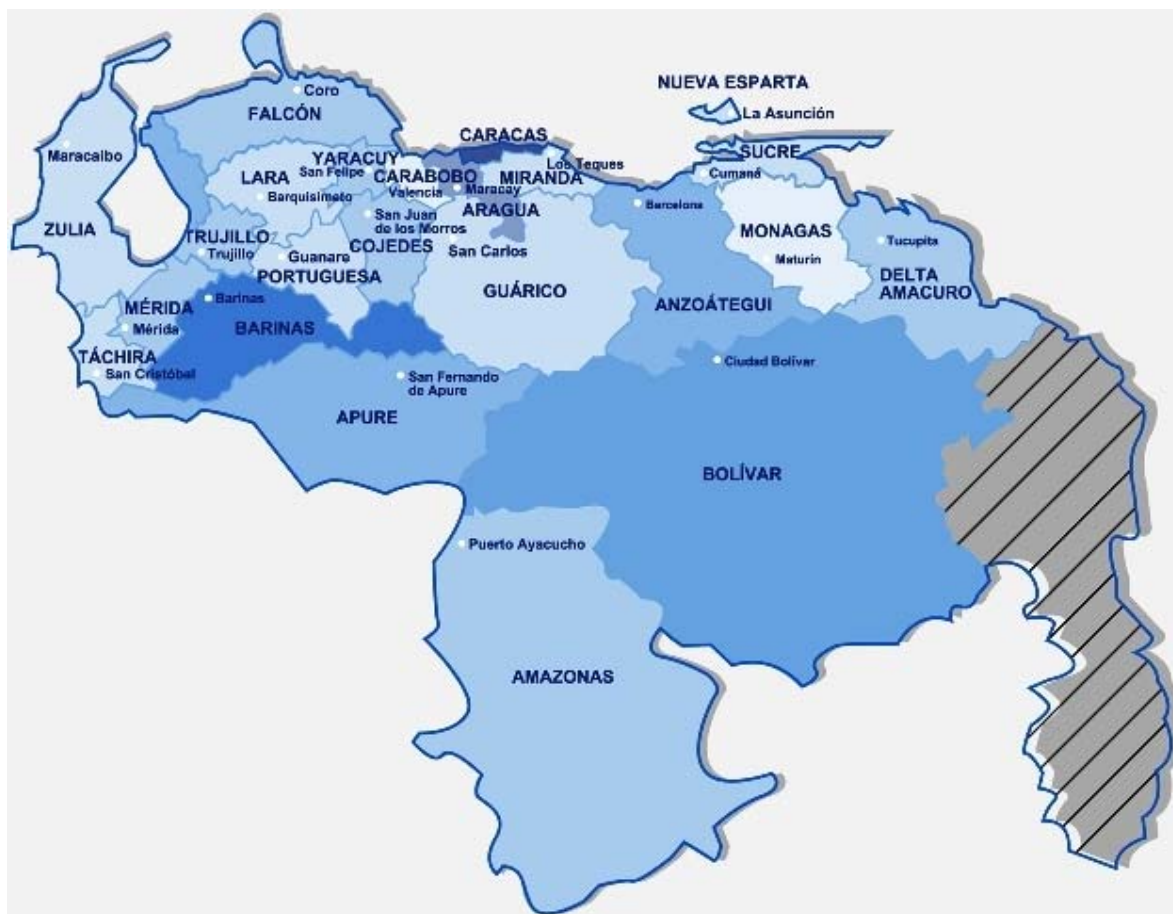 NUEVA ESPARTA
Coro
FALCÓN
La Asunción
CARACAS
Maracaibo
YARACUY
Los Teques
SUCRE
LARA
San Felipe
CARABOBO
MIRANDA
Cumaná
Barquisimeto
Valencia
Maracay
Barcelona
ARAGUA
San Juan
de los Morros
ZULIA
TRUJILLO
MONAGAS
Tucupita
COJEDES
San Carlos
Trujillo
Guanare
Maturín
PORTUGUESA
DELTA
AMACURO
GUÁRICO
ANZOÁTEGUI
MÉRIDA
Barinas
Mérida
BARINAS
TÁCHIRA
San Cristóbal
Ciudad Bolívar
San Fernando
de Apure
APURE
BOLÍVAR
Puerto Ayacucho
AMAZONAS